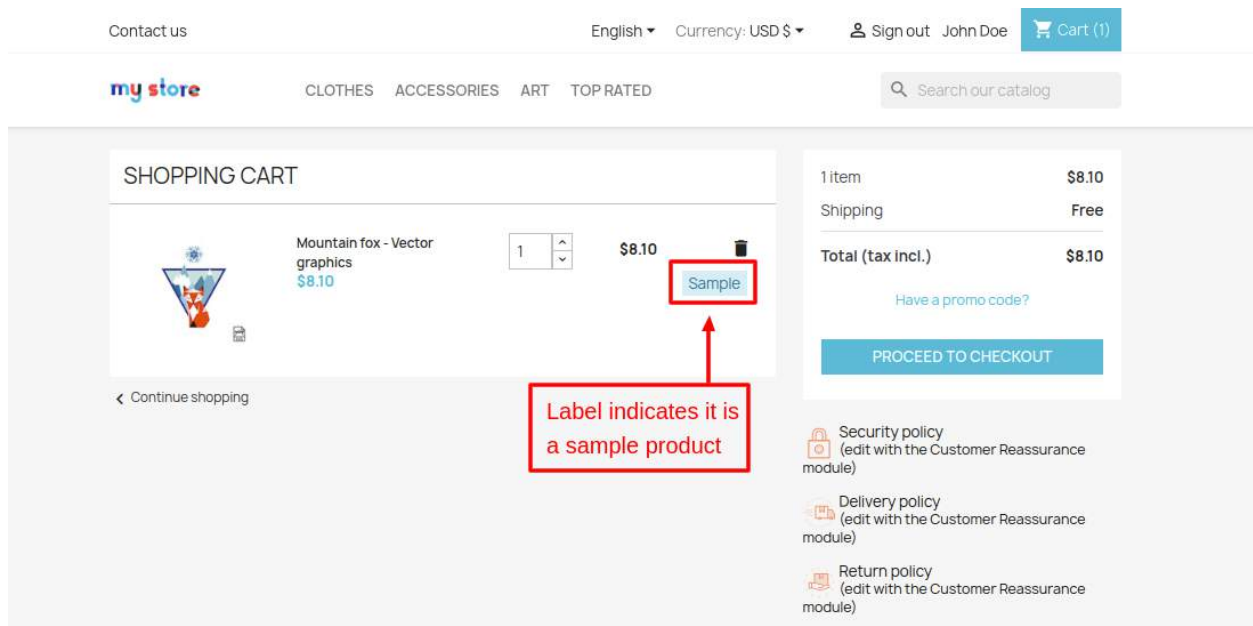 Contact us
English
Currency: USD $
Sign out
John Doe
Cart (1)
my store
CLOTHES
ACCESSORIES
ART
TOP RATED
Search our catalog
SHOPPING CART
Mountain fox - Vector
graphics
$8.10
1
$8.10
Sample
Label indicates it is
a sample product
Continue shopping
1 item
$8.10
Shipping
Free
Total (tax incl.)
$8.10
Have a promo code?
PROCEED TO CHECKOUT
Security policy
(edit with the Customer Reassurance
module)
Delivery policy
(edit with the Customer Reassurance
module)
Return policy
(edit with the Customer Reassurance
module)